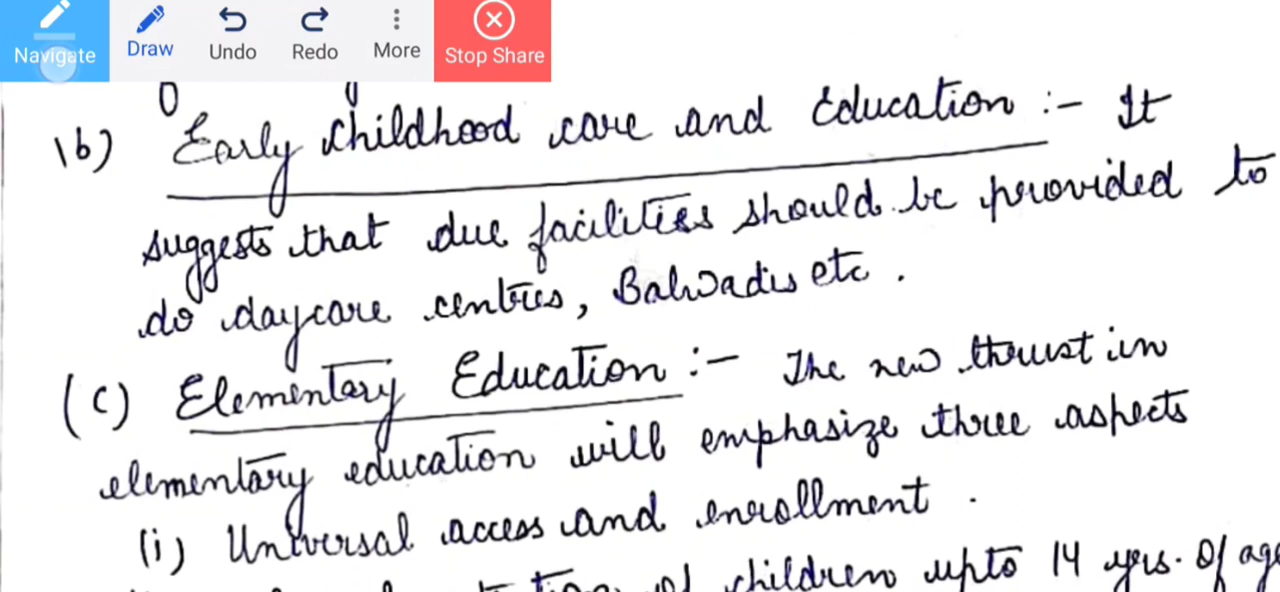 Navigate Draw Undo Redo More Stop Share
(b) Early childhood care and Education :- It
suggests that due facilities should be provided to
do daycare centres, Balwadis etc .
(C) Elementary Education :- The new thrust in
elementary education will emphasize three aspects
(i) Universal access and enrollment .
of children upto 14 yrs. Of age